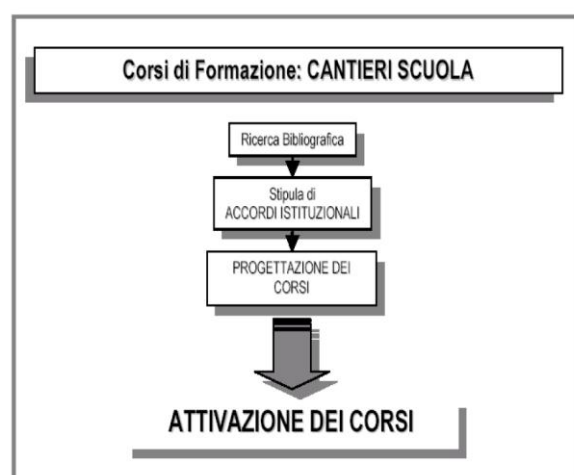 Corsi di Formazione: CANTIERI SCUOLA
Ricerca Bibliografica
Stipula di
ACCORDI ISTITUZIONALI
PROGETTAZIONE DEI
CORSI
ATTIVAZIONE DEI CORSI